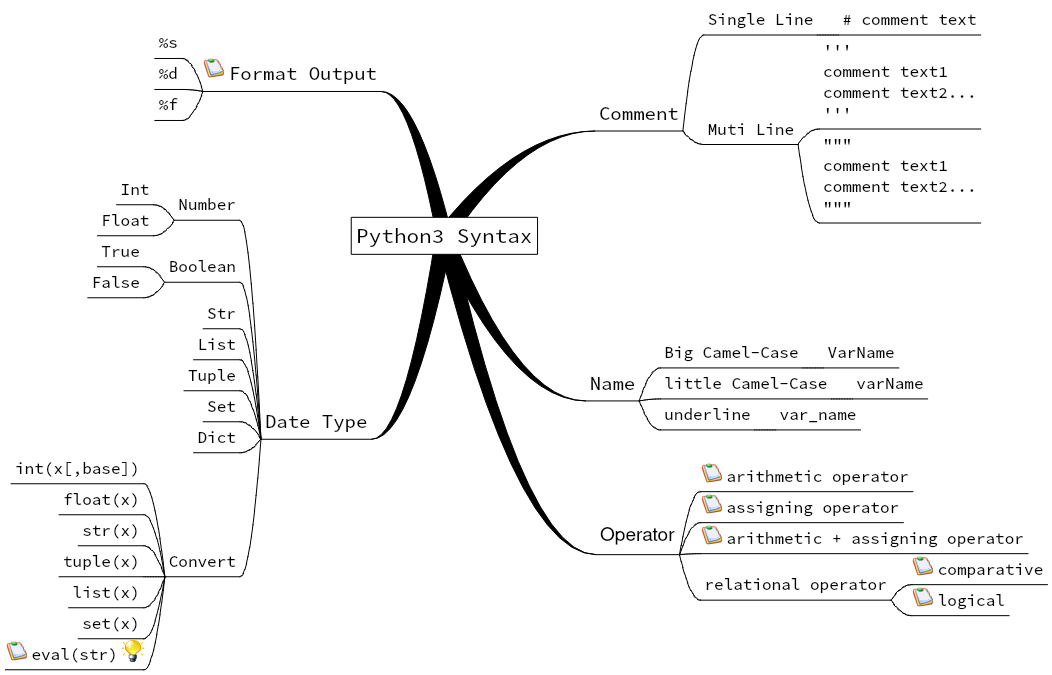 Python3 Syntax
Format Output
%s
%d
%f
Date Type
Number
Int
Float
Boolean
True
False
Str
List
Tuple
Set
Dict
Convert
int(x[,base])
float(x)
str(x)
tuple(x)
list(x)
set(x)
eval(str)
Comment
Single Line # comment text
Muti Line
'''
comment text1
comment text2...
'''
"""
comment text1
comment text2...
"""
Name
Big Camel-Case VarName
little Camel-Case varName
underline var_name
Operator
arithmetic operator
assigning operator
arithmetic + assigning operator
relational operator
comparative
logical